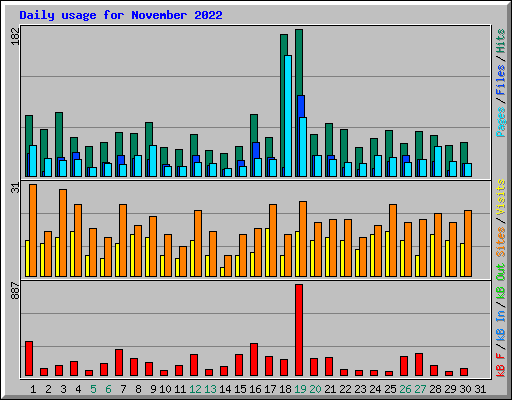 Daily usage for November 2022
182
31
887
Pages / Files / Hits
Sites / Visits
kB F / kB In / kB Out
1 2 3 4 5 6 7 8 9 10 11 12 13 14 15 16 17 18 19 20 21 22 23 24 25 26 27 28 29 30 31